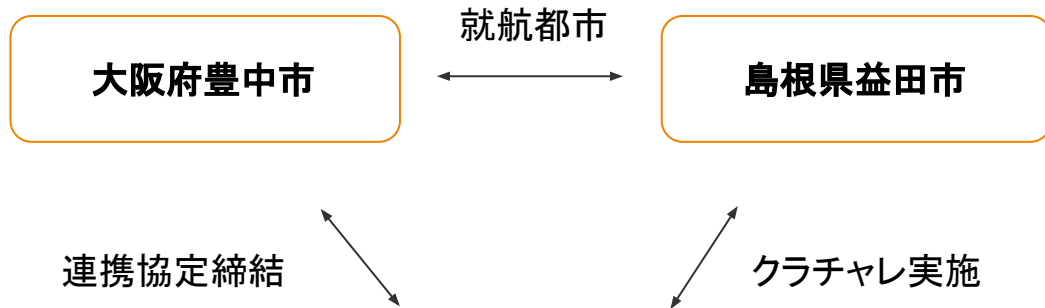 就航都市
大阪府豊中市
島根県益田市
連携協定締結
クラチャレ実施